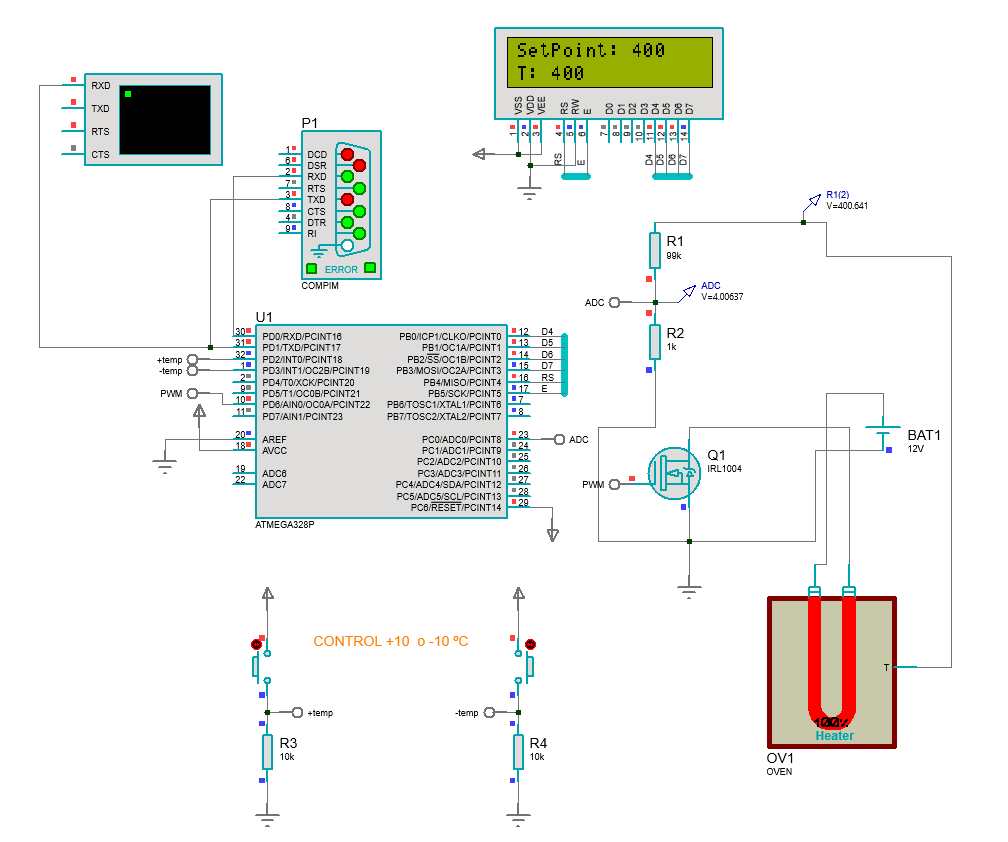 SetPoint: 400
T: 400
VSS
VDD
VEE
RS
RW
E
D0
D1
D2
D3
D4
D5
D6
D7
1
2
3
4
5
6
7
8
9
10
11
12
13
14
RS
E
D4
D5
D6
D7
RXD
TXD
RTS
CTS
P1
1 DCD
6 DSR
2 RXD
7 RTS
3 TXD
8 CTS
4 DTR
9 RI
ERROR
COMPIM
R1(2)
V=400.641
R1
99k
ADC
ADC
V=4.00637
R2
1k
U1
30 PD0/RXD/PCINT16
31 PD1/TXD/PCINT17
32 PD2/INT0/PCINT18
1 PD3/INT1/OC2B/PCINT19
2 PD4/T0/XCK/PCINT20
9 PD5/T1/OC0B/PCINT21
10 PD6/AIN0/OC0A/PCINT22
11 PD7/AIN1/PCINT23
20 AREF
18 AVCC
19 ADC6
22 ADC7
PB0/ICP1/CLKO/PCINT0 12 D4
PB1/OC1A/PCINT1 13 D5
PB2/SS/OC1B/PCINT2 14 D6
PB3/MOSI/OC2A/PCINT3 15 D7
PB4/MISO/PCINT4 16 RS
PB5/SCK/PCINT5 17 E
PB6/TOSC1/XTAL1/PCINT6 7
PB7/TOSC2/XTAL2/PCINT7 8
PC0/ADC0/PCINT8 23
PC1/ADC1/PCINT9 24
PC2/ADC2/PCINT10 25
PC3/ADC3/PCINT11 26
PC4/ADC4/SDA/PCINT12 27
PC5/ADC5/SCL/PCINT13 28
PC6/RESET/PCINT14 29
ATMEGA328P
+temp
-temp
PWM
ADC
BAT1
12V
Q1
IRL1004
PWM
CONTROL +10 o -10 ºC
+temp
-temp
R3
10k
R4
10k
T
100%
Heater
OV1
OVEN